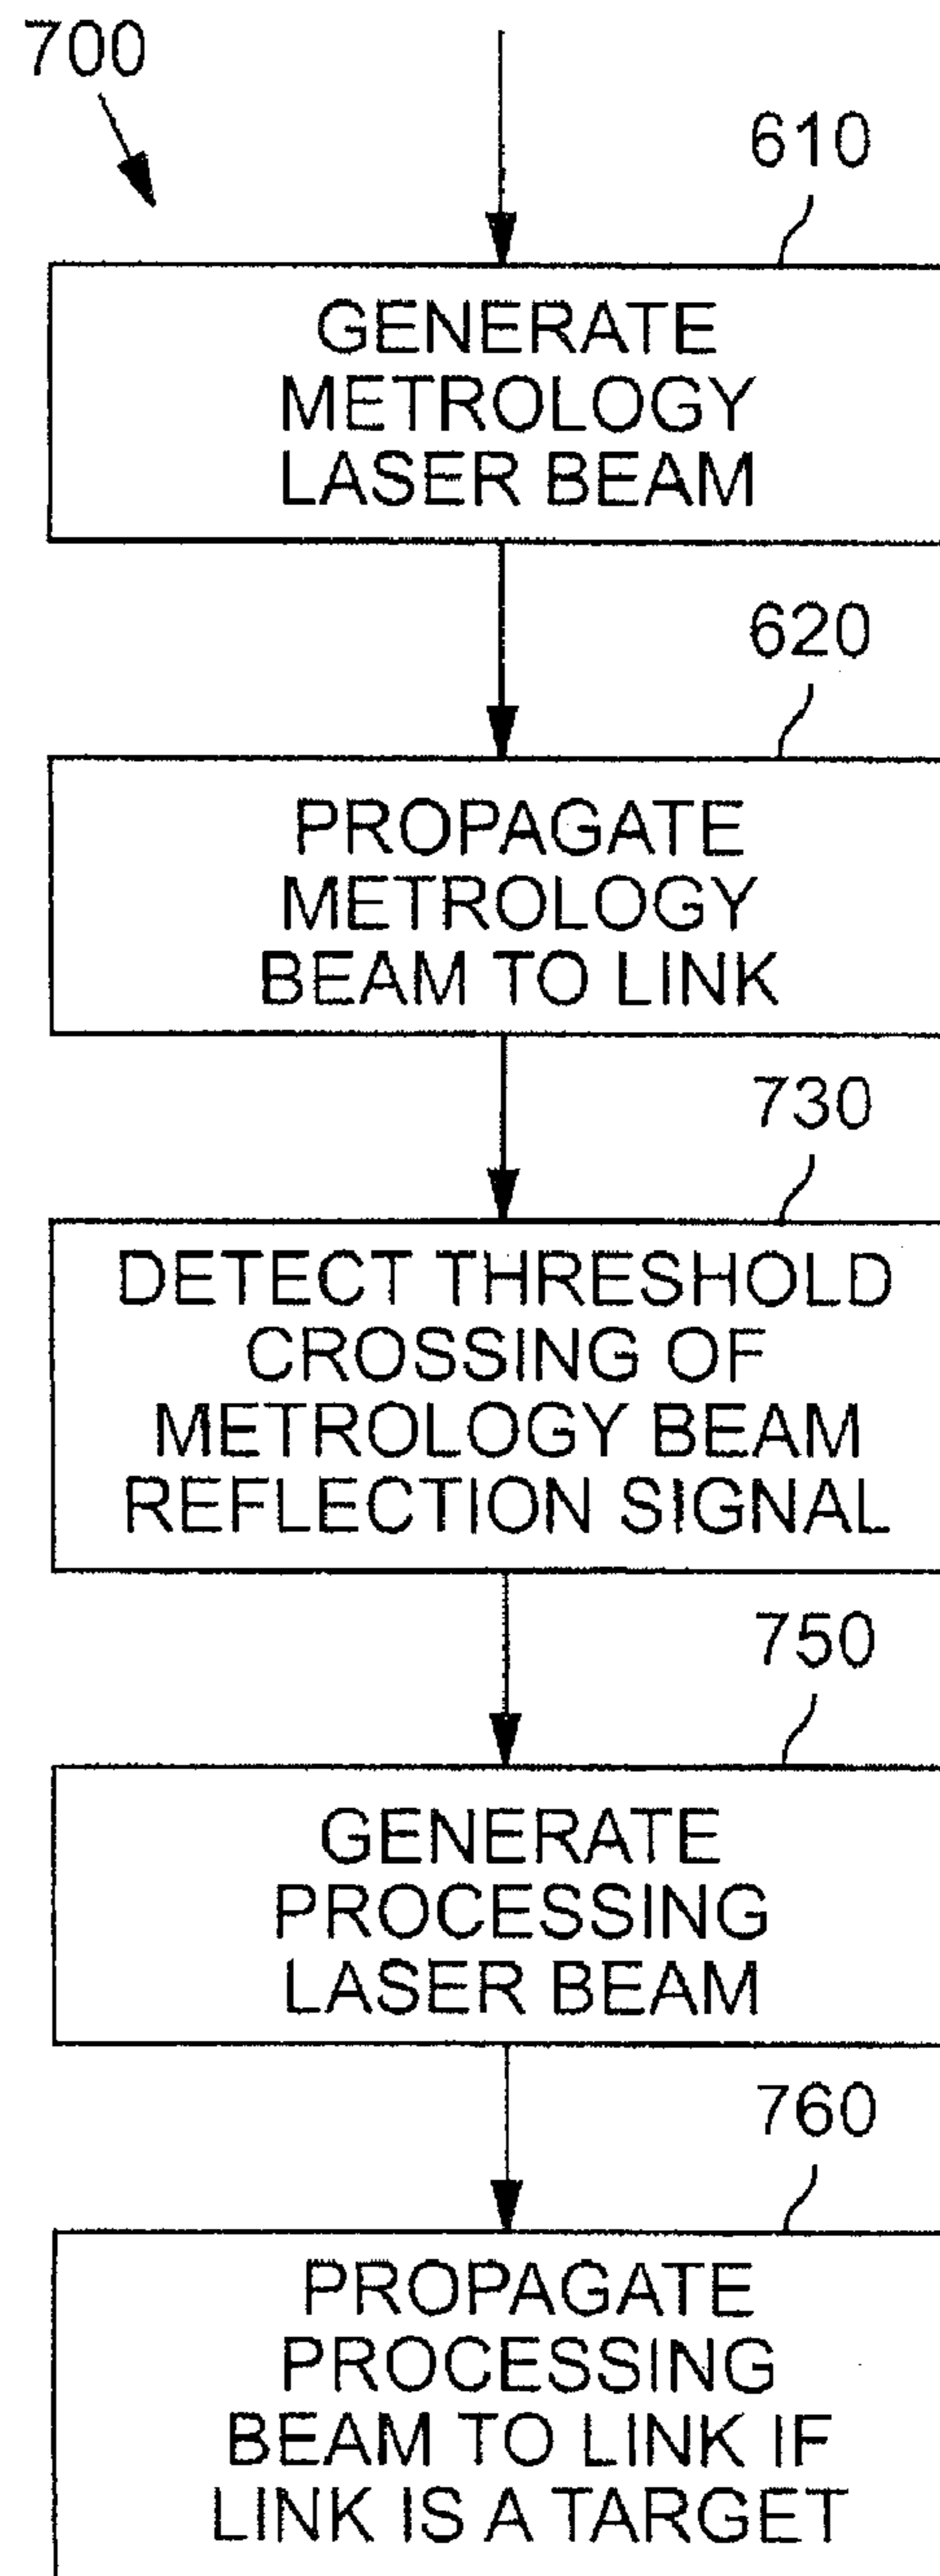 700
610
GENERATE
METROLOGY
LASER BEAM
620
PROPAGATE
METROLOGY
BEAM TO LINK
730
DETECT THRESHOLD
CROSSING OF
METROLOGY BEAM
REFLECTION SIGNAL
750
GENERATE
PROCESSING
LASER BEAM
760
PROPAGATE
PROCESSING
BEAM TO LINK IF
LINK IS A TARGET